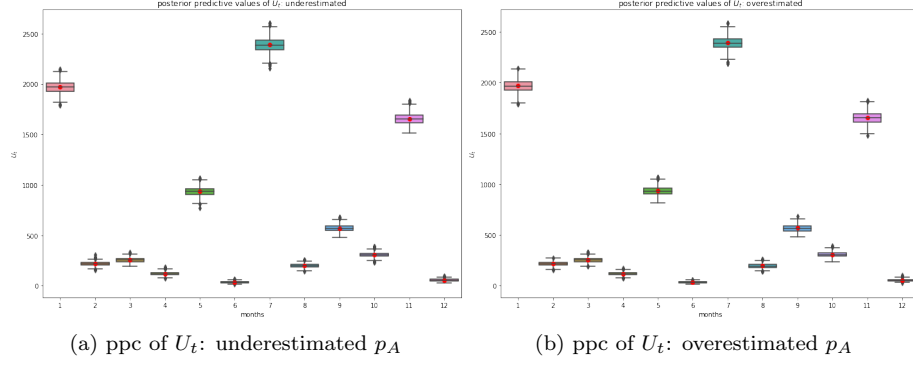 posterior predictive values of U_t: underestimated
2500
2000
1500
1000
500
0
U_t
1 2 3 4 5 6 7 8 9 10 11 12
months
(a) ppc of U_t: underestimated p_A
posterior predictive values of U_t: overestimated
2500
2000
1500
1000
500
0
U_t
1 2 3 4 5 6 7 8 9 10 11 12
months
(b) ppc of U_t: overestimated p_A